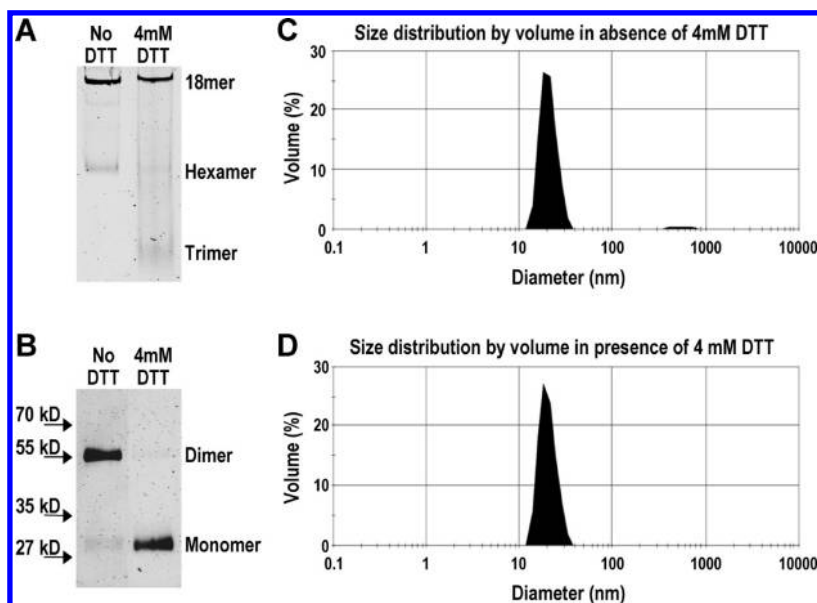 A
No 4mM
DTT DTT
18mer
Hexamer
Trimer
B
No 4mM
DTT DTT
70 kD
55 kD
35 kD
27 kD
Dimer
Monomer
C
Size distribution by volume in absence of 4mM DTT
Volume (%)
30
20
10
0
0.1 1 10 100 1000 10000
Diameter (nm)
D
Size distribution by volume in presence of 4 mM DTT
Volume (%)
30
20
10
0
0.1 1 10 100 1000 10000
Diameter (nm)